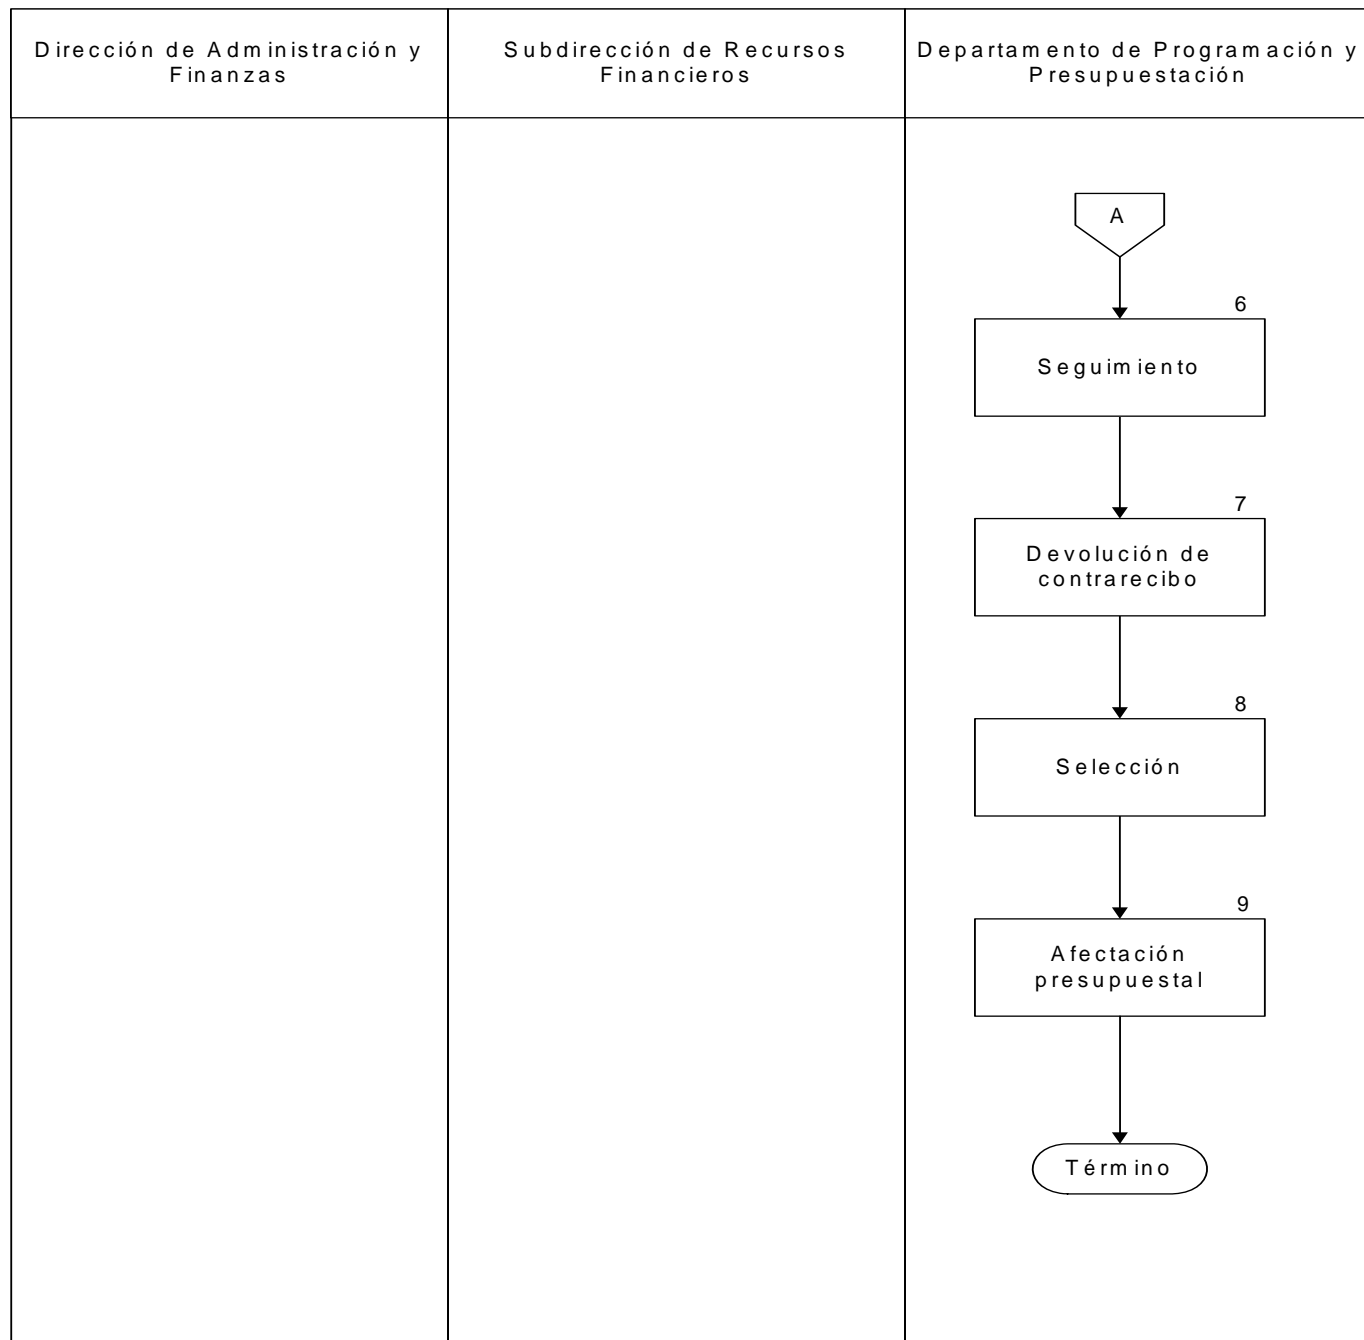 Dirección de Administración y
Finanzas
Subdirección de Recursos
Financieros
Departamento de Programación y
Presupuestación
A
6
Seguimiento
7
Devolución de
contrarecibo
8
Selección
9
Afectación
presupuestal
Término